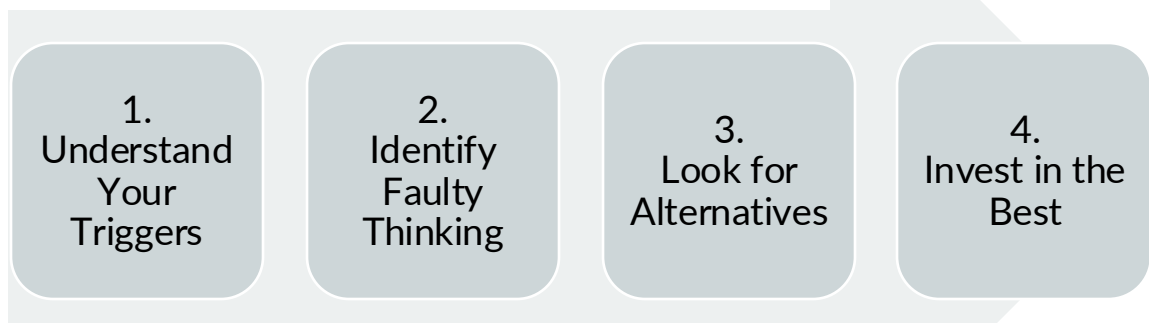 1.
Understand
Your
Triggers
2.
Identify
Faulty
Thinking
3.
Look for
Alternatives
4.
Invest in the
Best